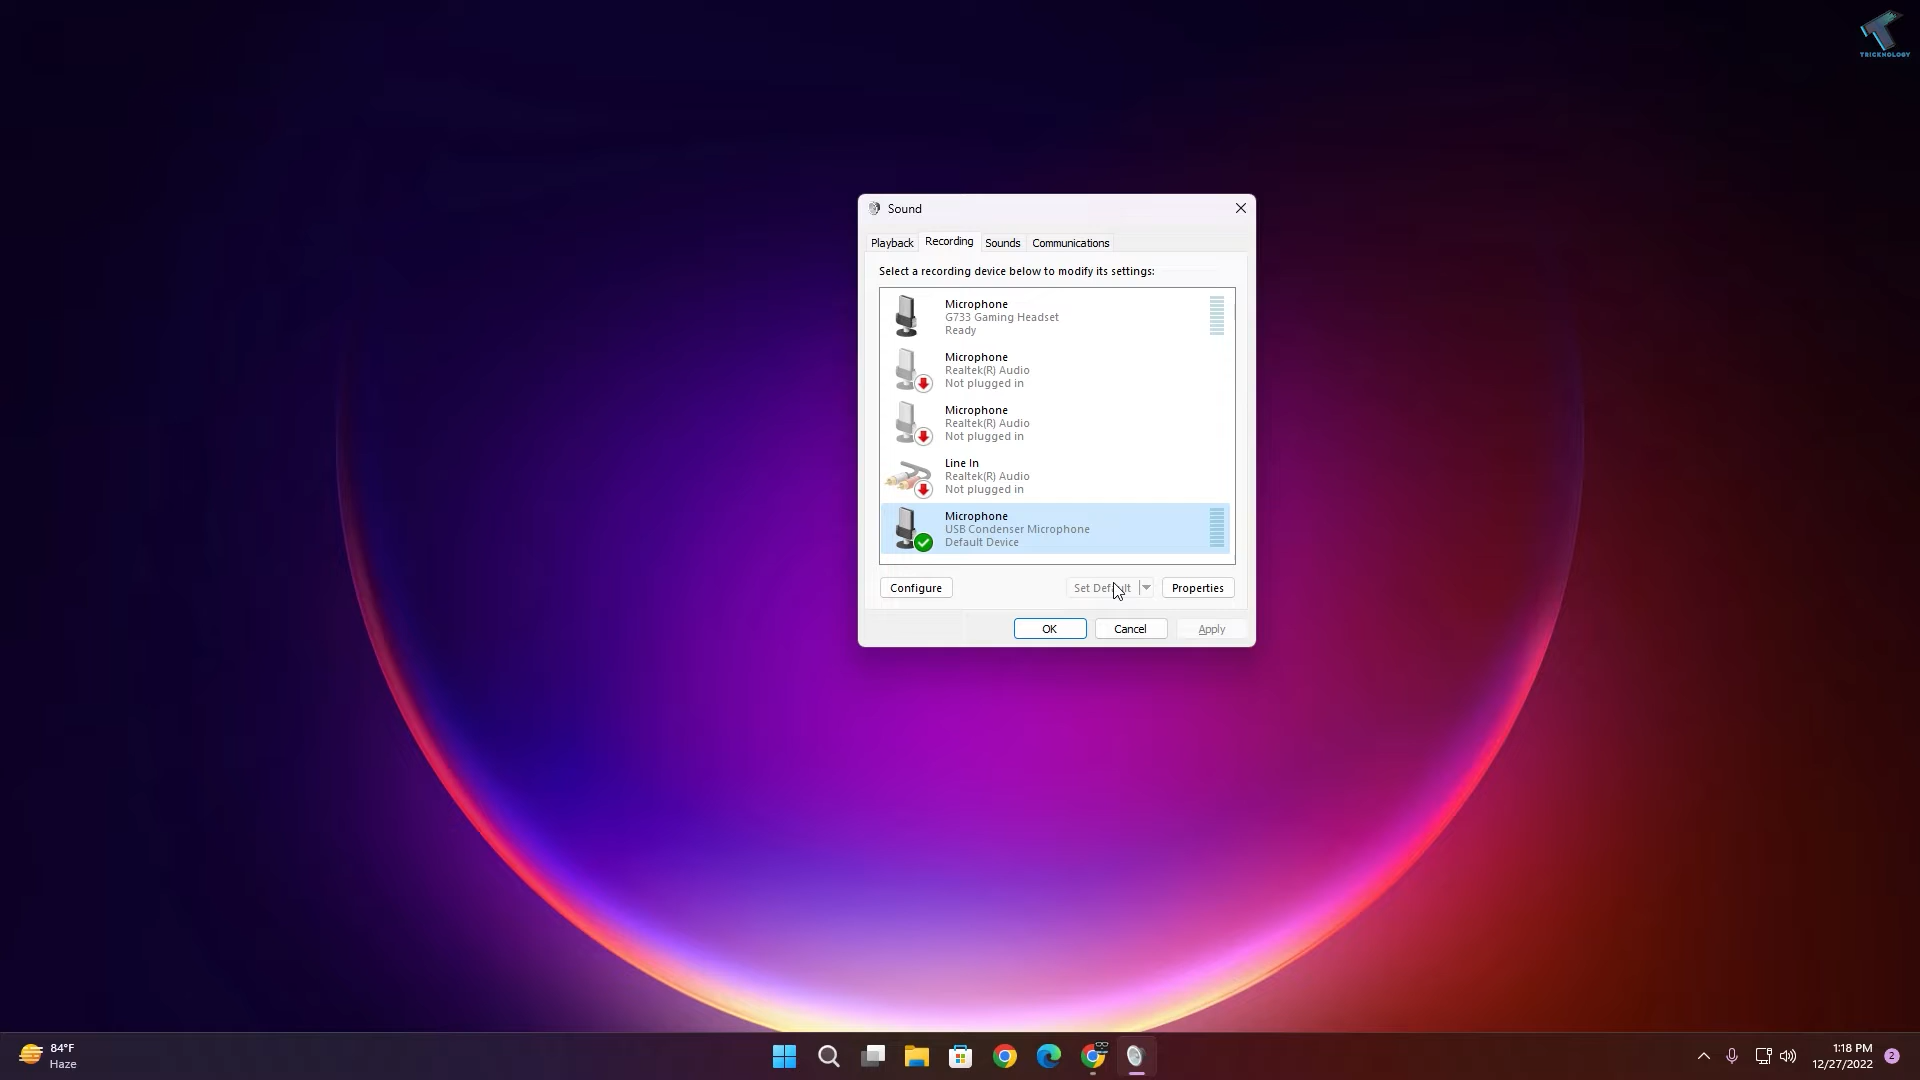 TRICKNOLOGY
Sound
Playback
Recording
Sounds
Communications
Select a recording device below to modify its settings:
Microphone
G733 Gaming Headset
Ready
Microphone
Realtek(R) Audio
Not plugged in
Microphone
Realtek(R) Audio
Not plugged in
Line In
Realtek(R) Audio
Not plugged in
Microphone
USB Condenser Microphone
Default Device
Configure
Set Default
Properties
OK
Cancel
Apply
84°F
Haze
1:18 PM
12/27/2022
2